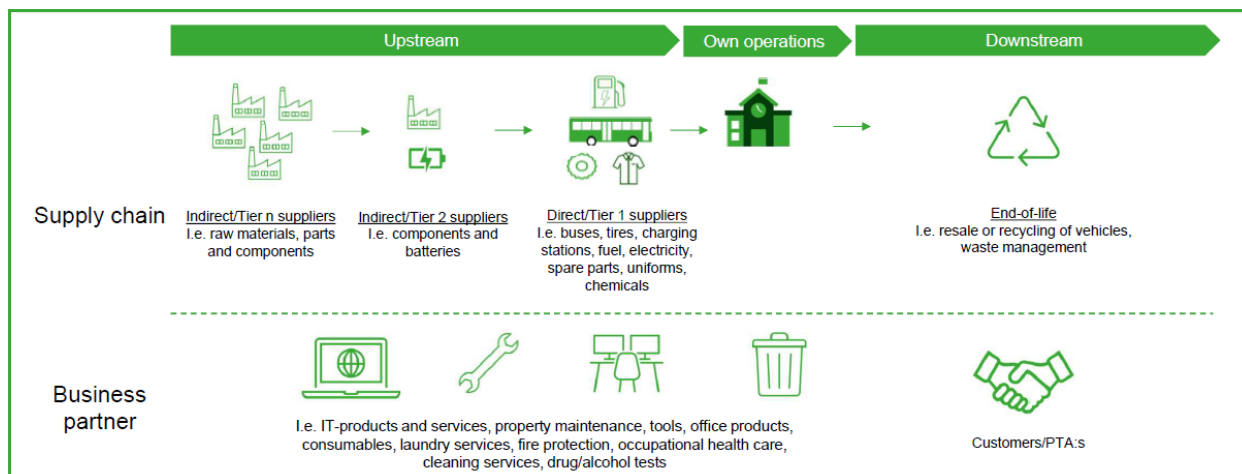 Upstream
Own operations
Downstream
Supply chain
Indirect/Tier n suppliers
I.e. raw materials, parts
and components
Indirect/Tier 2 suppliers
I.e. components and
batteries
Direct/Tier 1 suppliers
I.e. buses, tires, charging
stations, fuel, electricity,
spare parts, uniforms,
chemicals
End-of-life
I.e. resale or recycling of vehicles,
waste management
Business
partner
I.e. IT-products and services, property maintenance, tools, office products,
consumables, laundry services, fire protection, occupational health care,
cleaning services, drug/alcohol tests
Customers/PTA:s